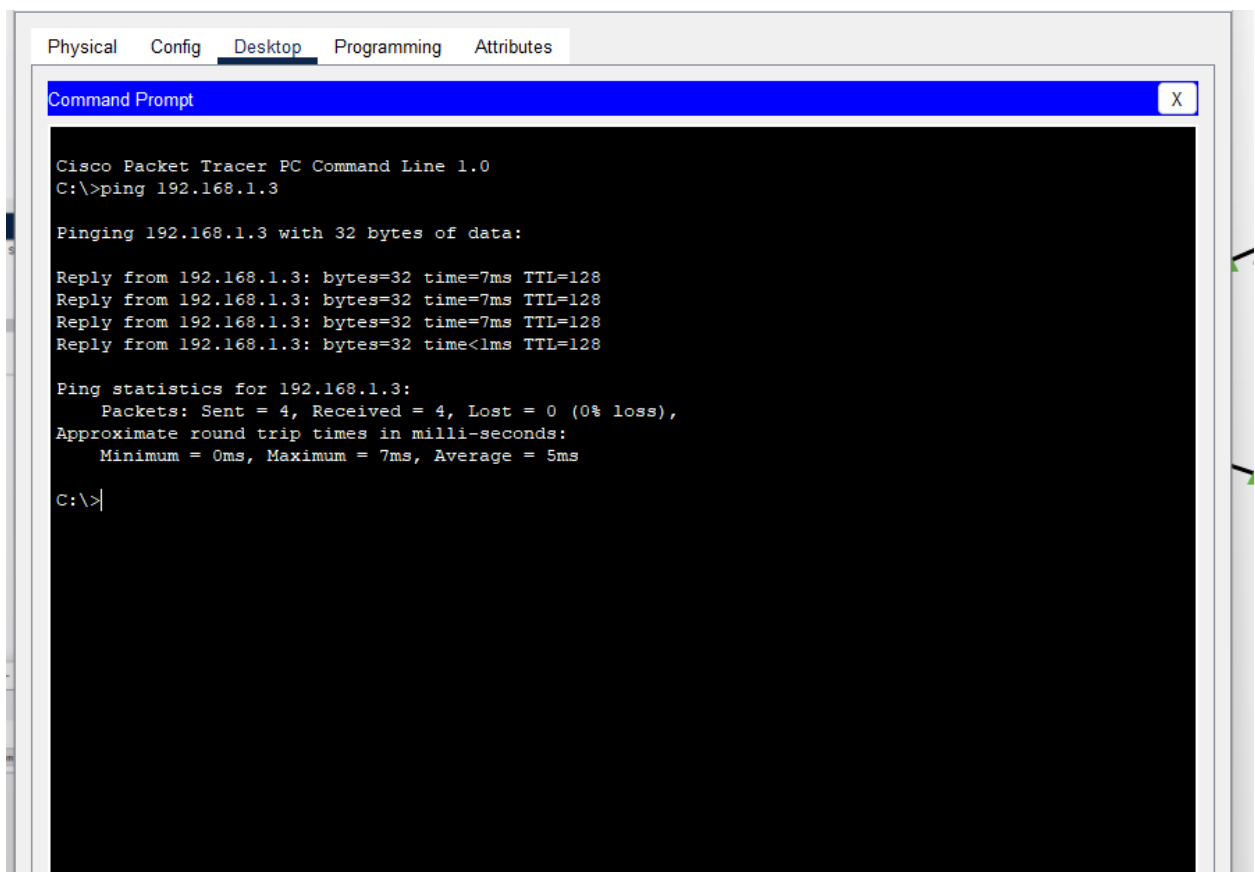 Physical Config Desktop Programming Attributes
Command Prompt X
Cisco Packet Tracer PC Command Line 1.0
C:\>ping 192.168.1.3
Pinging 192.168.1.3 with 32 bytes of data:
Reply from 192.168.1.3: bytes=32 time=7ms TTL=128
Reply from 192.168.1.3: bytes=32 time=7ms TTL=128
Reply from 192.168.1.3: bytes=32 time=7ms TTL=128
Reply from 192.168.1.3: bytes=32 time<1ms TTL=128
Ping statistics for 192.168.1.3:
Packets: Sent = 4, Received = 4, Lost = 0 (0% loss),
Approximate round trip times in milli-seconds:
Minimum = 0ms, Maximum = 7ms, Average = 5ms
C:\>